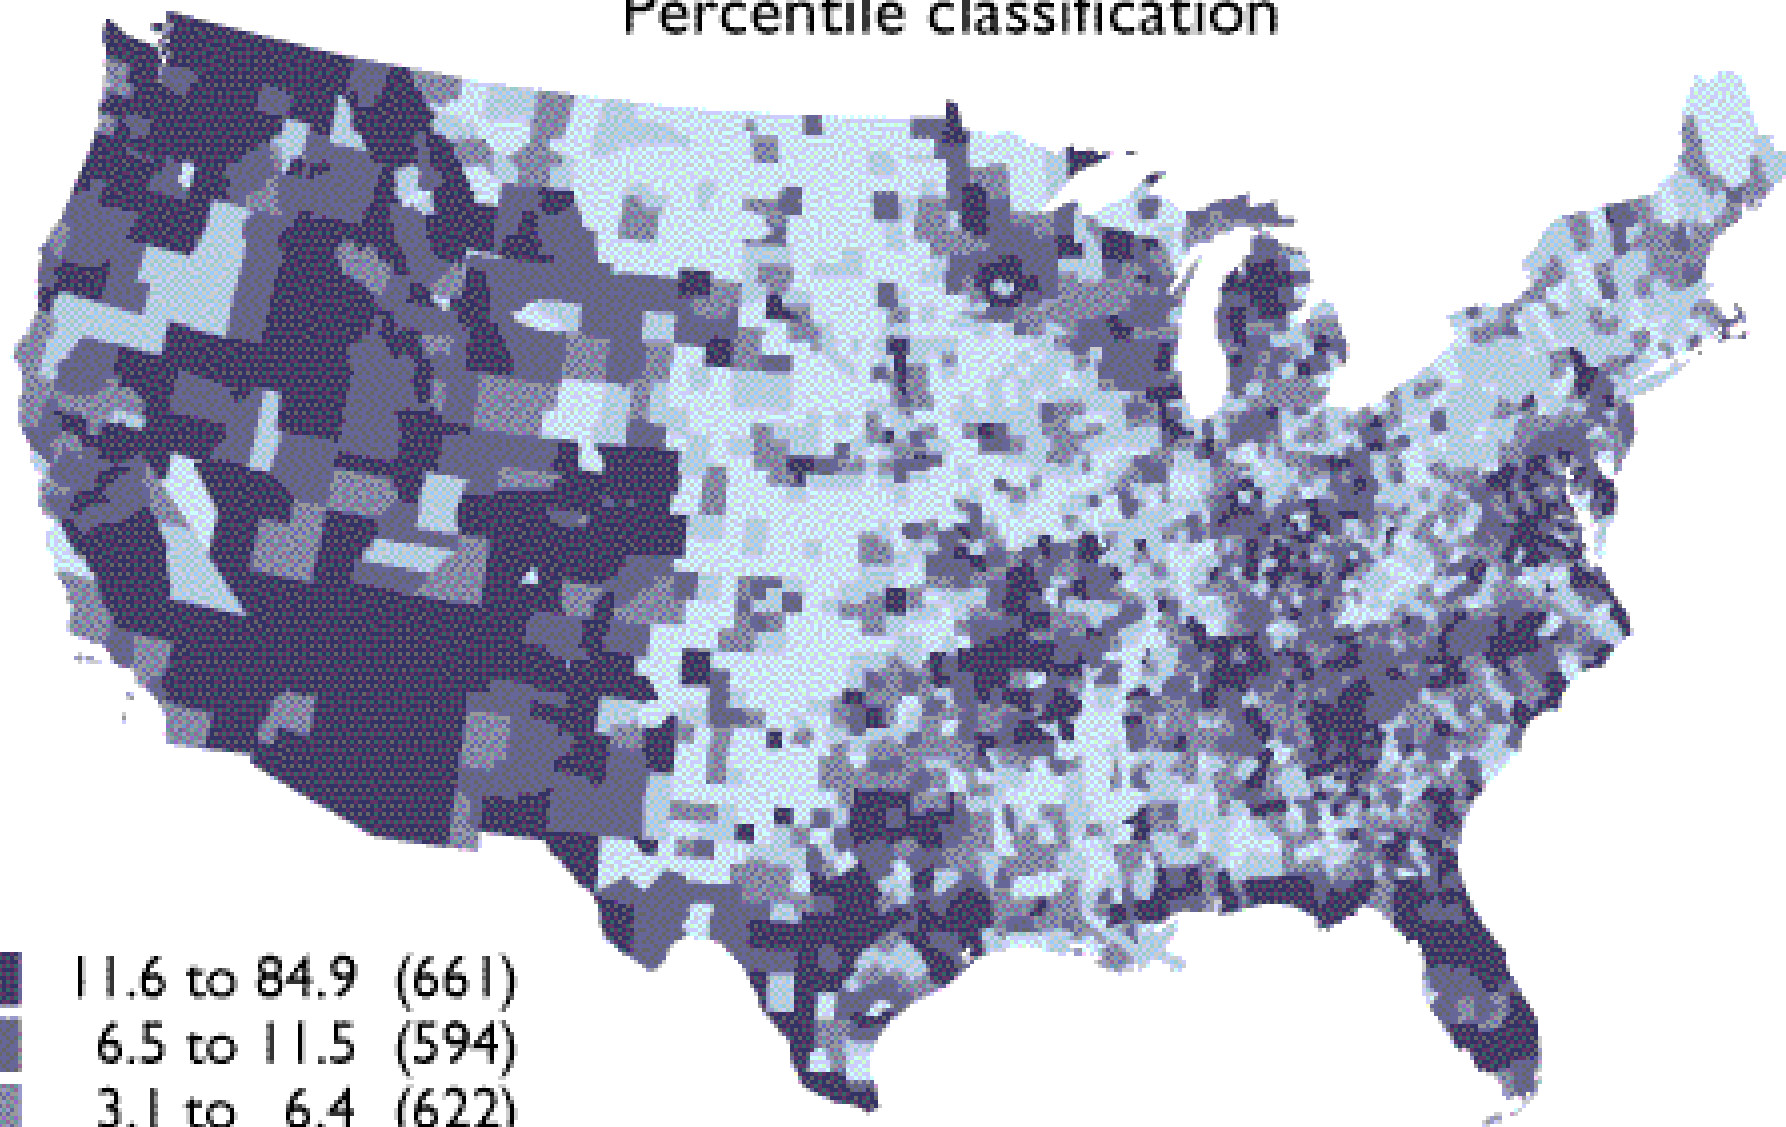 Percentile classification
11.6 to 84.9 (661)
6.5 to 11.5 (594)
3.1 to 6.4 (622)